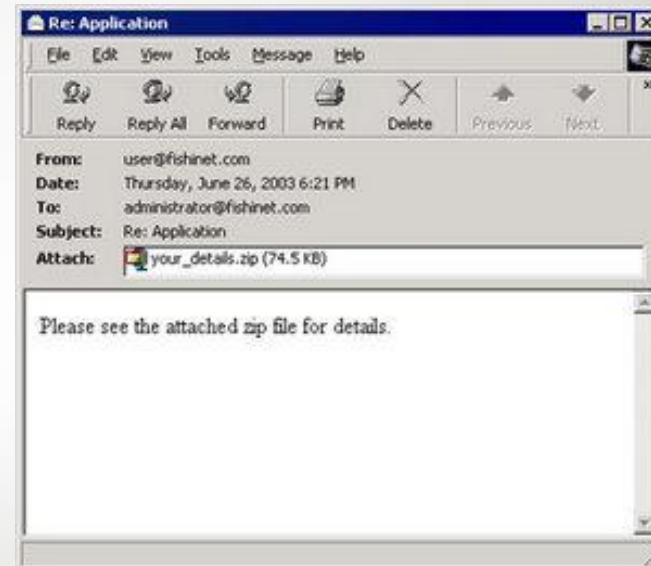 Re: Application
File Edit View Tools Message Help
Reply Reply All Forward Print Delete Previous Next
From: user@fishinet.com
Date: Thursday, June 26, 2003 6:21 PM
To: administrator@fishinet.com
Subject: Re: Application
Attach: your_details.zip (74.5 KB)
Please see the attached zip file for details.